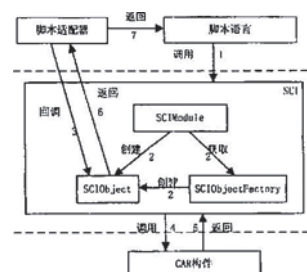 脚本适配器
返回
7
脚本语言
调用
1
SCI
返回
6
回调
3
SCIModule
创建
2
获取
2
SCIObject
创建
2
SCIObjectFactory
调用
4
5
返回
CAR构件